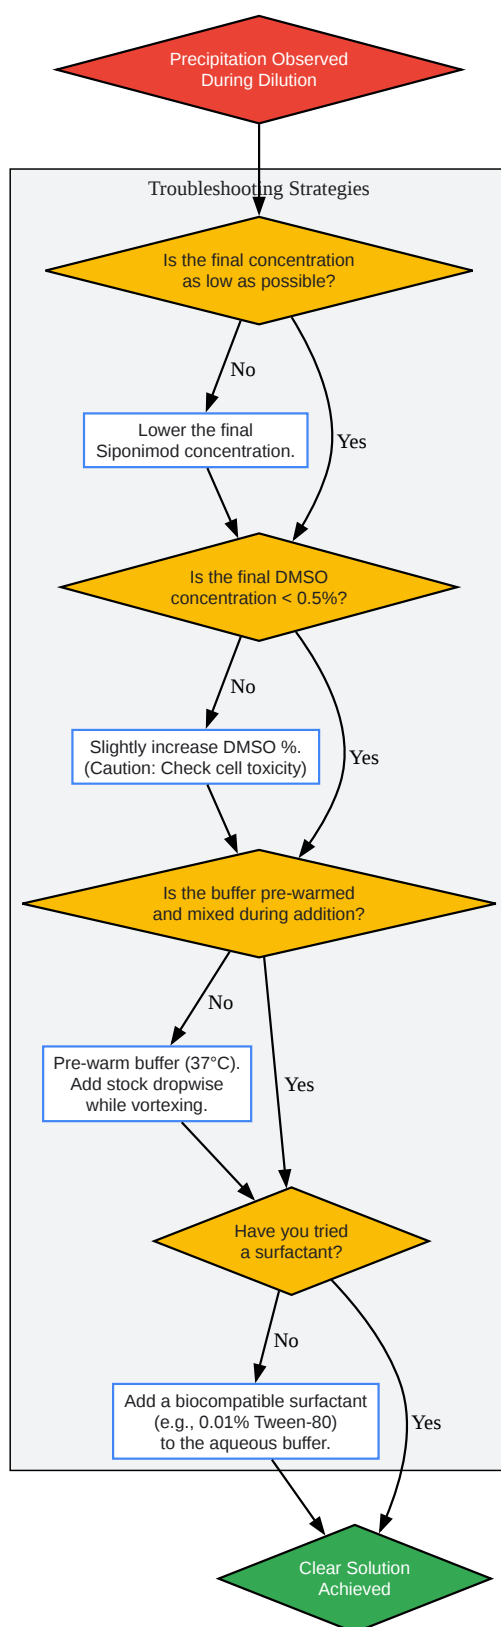 Precipitation Observed
During Dilution
Troubleshooting Strategies
Is the final concentration
as low as possible?
No
Yes
Lower the final
Siponimod concentration.
Is the final DMSO
concentration < 0.5%?
No
Yes
Slightly increase DMSO %.
(Caution: Check cell toxicity)
Is the buffer pre-warmed
and mixed during addition?
No
Yes
Pre-warm buffer (37°C).
Add stock dropwise
while vortexing.
Have you tried
a surfactant?
No
Yes
Add a biocompatible surfactant
(e.g., 0.01% Tween-80)
to the aqueous buffer.
Clear Solution
Achieved